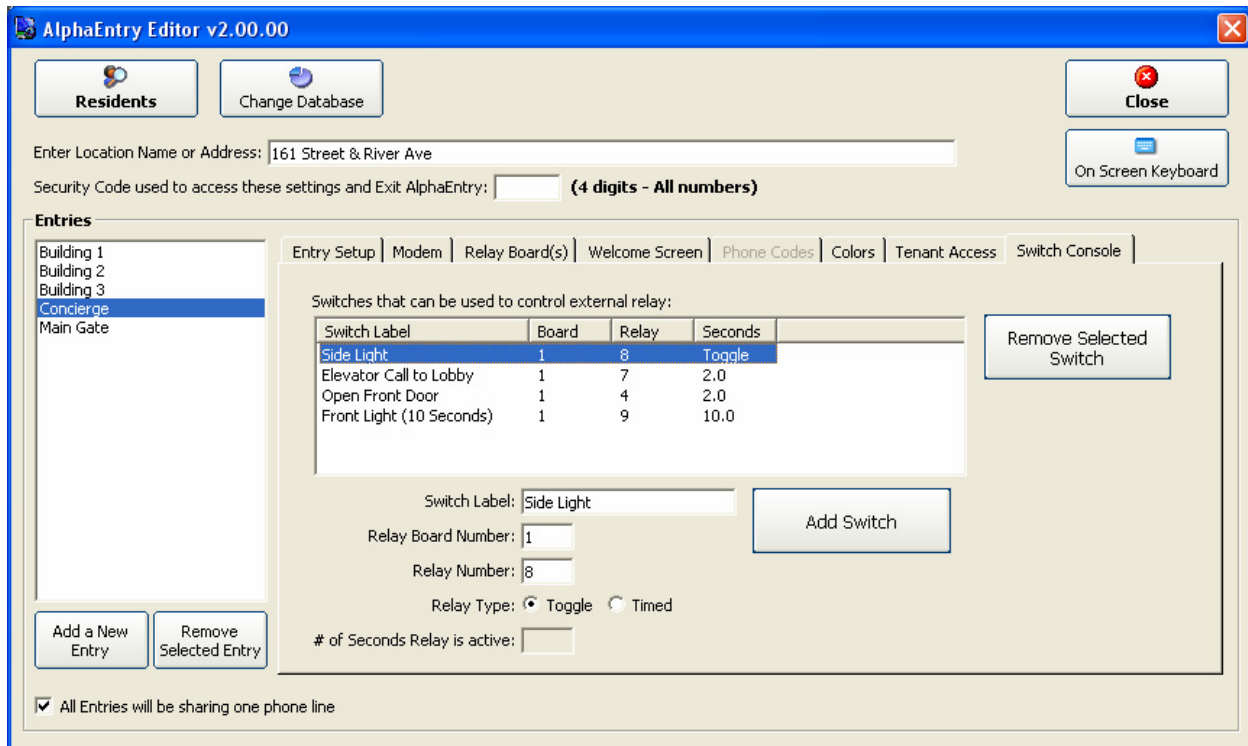 AlphaEntry Editor v2.00.00
Residents
Change Database
Close
Enter Location Name or Address: 161 Street & River Ave
On Screen Keyboard
Security Code used to access these settings and Exit AlphaEntry: (4 digits - All numbers)
Entries
Building 1
Building 2
Building 3
Concierge
Main Gate
Entry Setup Modem Relay Board(s) Welcome Screen Phone Codes Colors Tenant Access Switch Console
Switches that can be used to control external relay:
Switch Label Board Relay Seconds
Side Light 1 8 Toggle
Elevator Call to Lobby 1 7 2.0
Open Front Door 1 4 2.0
Front Light (10 Seconds) 1 9 10.0
Remove Selected
Switch
Switch Label: Side Light
Relay Board Number: 1
Relay Number: 8
Relay Type: Toggle Timed
# of Seconds Relay is active:
Add Switch
Add a New
Entry
Remove
Selected Entry
All Entries will be sharing one phone line